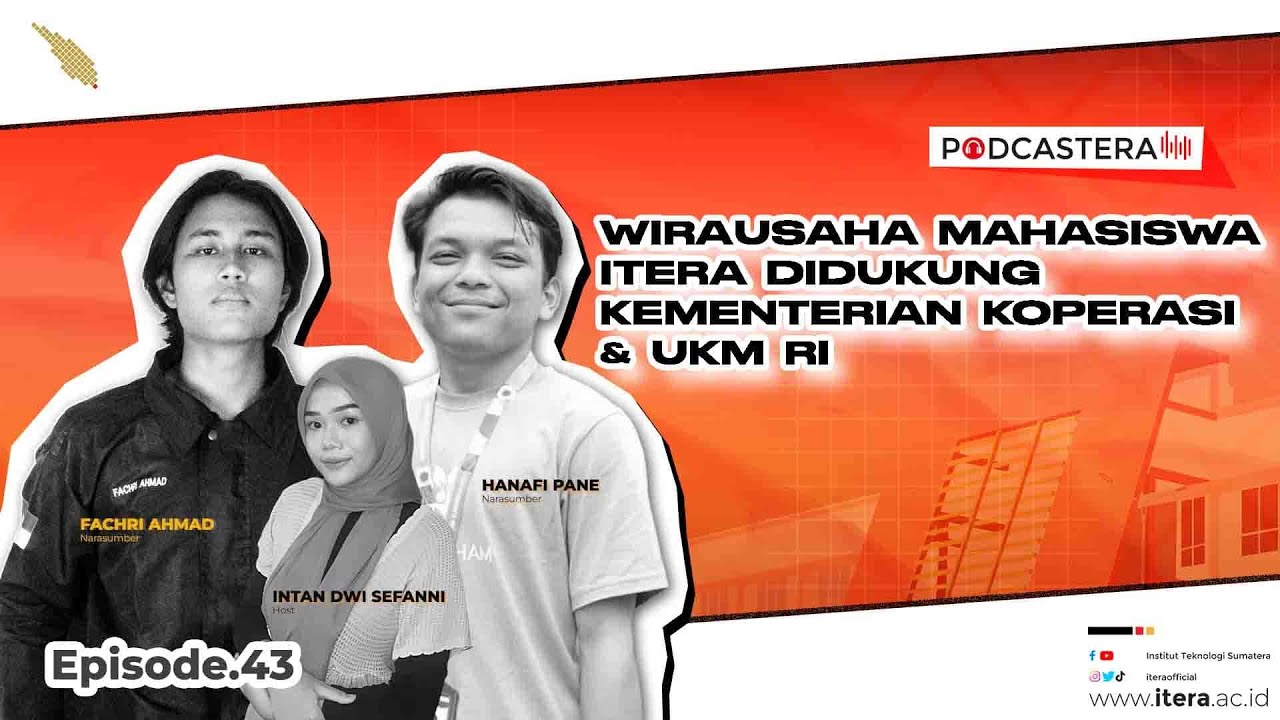 PODCASTERA
WIRAUSAHA MAHASISWA
ITERA DIDUKUNG
KEMENTERIAN KOPERASI
& UKM RI
FACHRI AHMAD
FACHRI AHMAD
Narasumber
HANAFI PANE
Narasumber
HAM
INTAN DWI SEFANNI
Host
Episode.43
Institut Teknologi Sumatera
iteraofficial
www.itera.ac.id